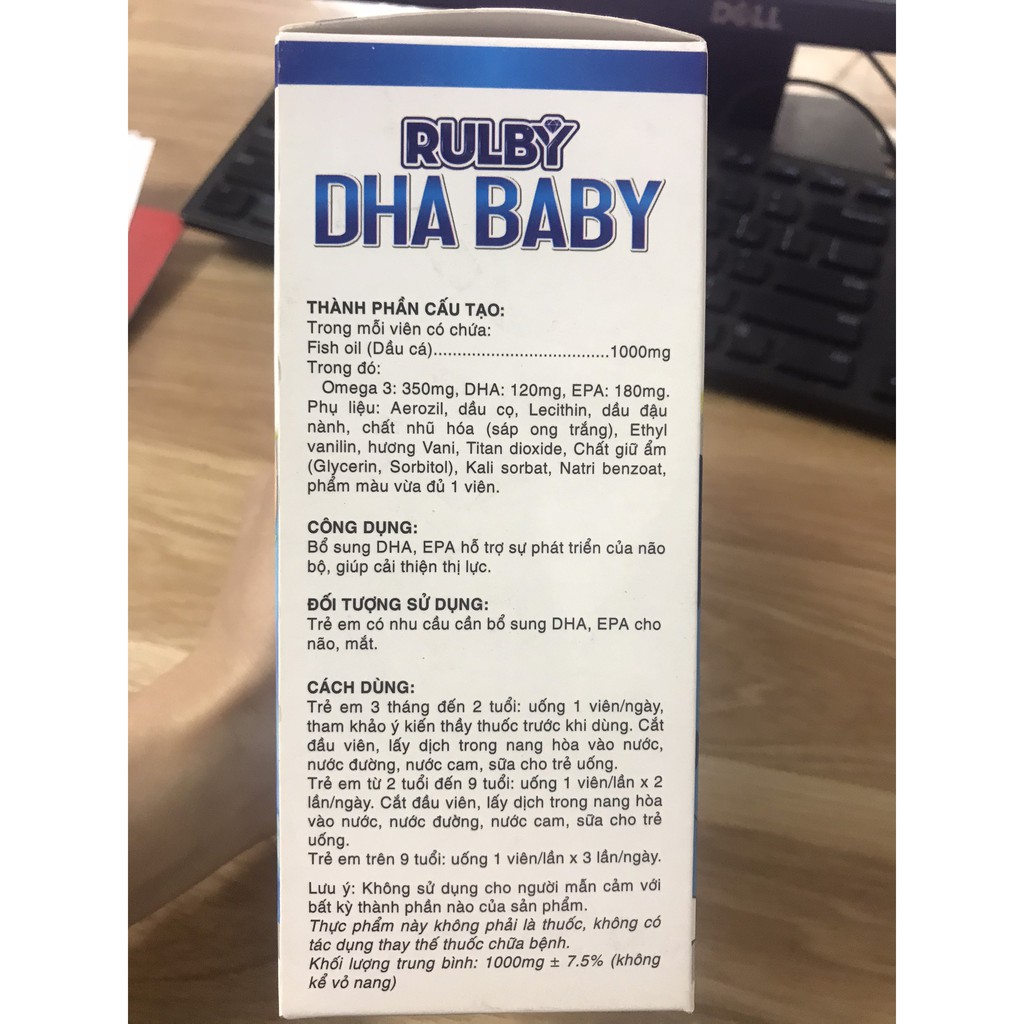 DELL
RULBY
DHA BABY
THÀNH PHẦN CẤU TẠO:
Trong mỗi viên có chứa:
Fish oil (Dầu cá)......................................1000mg
Trong đó:
Omega 3: 350mg, DHA: 120mg, EPA: 180mg.
Phụ liệu: Aerozil, dầu cọ, Lecithin, dầu đậu
nành, chất nhũ hóa (sáp ong trắng), Ethyl
vanilin, hương Vani, Titan dioxide, Chất giữ ẩm
(Glycerin, Sorbitol), Kali sorbat, Natri benzoat,
phẩm màu vừa đủ 1 viên.
CÔNG DỤNG:
Bổ sung DHA, EPA hỗ trợ sự phát triển của não
bộ, giúp cải thiện thị lực.
ĐỐI TƯỢNG SỬ DỤNG:
Trẻ em có nhu cầu cần bổ sung DHA, EPA cho
não, mắt.
CÁCH DÙNG:
Trẻ em 3 tháng đến 2 tuổi: uống 1 viên/ngày,
tham khảo ý kiến thầy thuốc trước khi dùng. Cắt
đầu viên, lấy dịch trong nang hòa vào nước,
nước đường, nước cam, sữa cho trẻ uống.
Trẻ em từ 2 tuổi đến 9 tuổi: uống 1 viên/lần x 2
lần/ngày. Cắt đầu viên, lấy dịch trong nang hòa
vào nước, nước đường, nước cam, sữa cho trẻ
uống.
Trẻ em trên 9 tuổi: uống 1 viên/lần x 3 lần/ngày.
Lưu ý: Không sử dụng cho người mẫn cảm với
bất kỳ thành phần nào của sản phẩm.
Thực phẩm này không phải là thuốc, không có
tác dụng thay thế thuốc chữa bệnh.
Khối lượng trung bình: 1000mg ± 7.5% (không
kể vỏ nang)